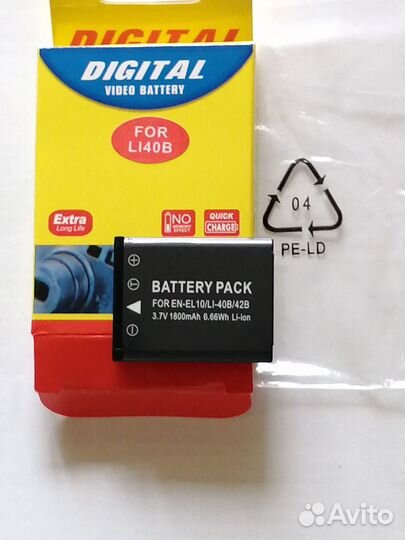 DIGITAL
DIGITAL
VIDEO BATTERY
FOR
LI40B
Extra
Long Life
NO
MEMORY
EFFECT
QUICK
CHARGE
04
PE-LD
BATTERY PACK
FOR EN-EL10/LI-40B/42B
3.7V 1800mAh 6.66Wh Li-ion
Avito